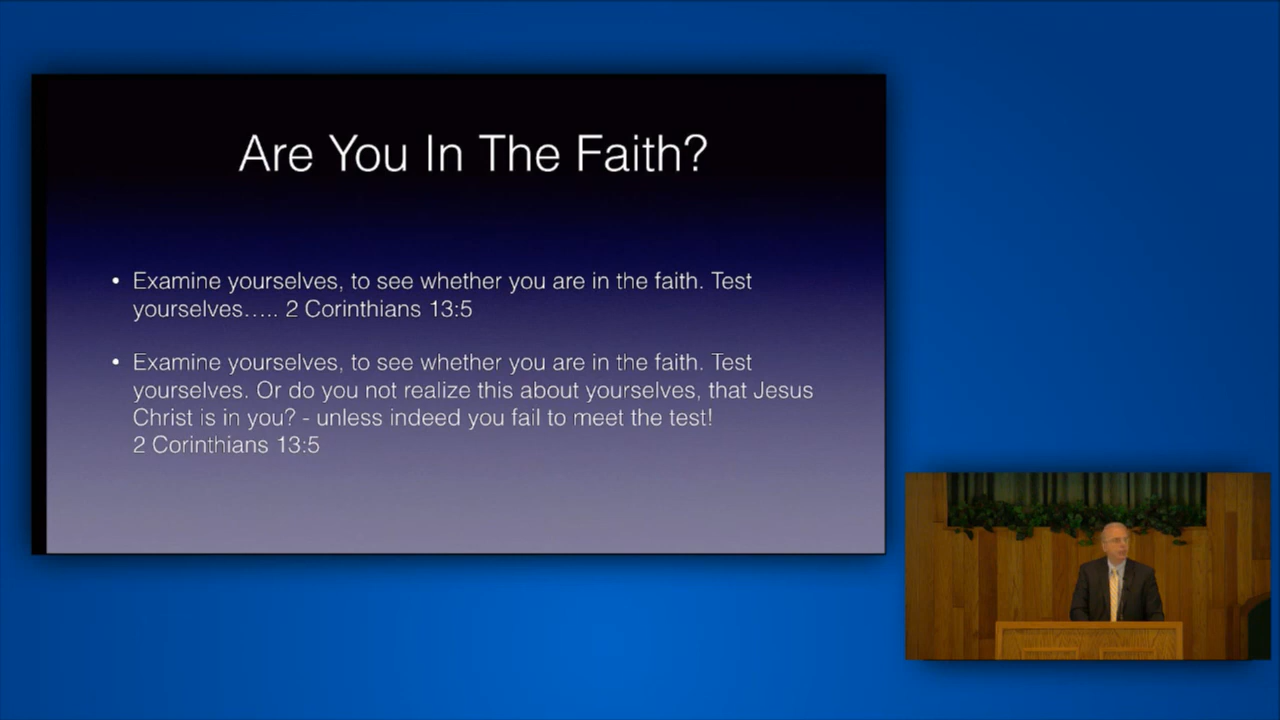 Are You In The Faith?
• Examine yourselves, to see whether you are in the faith. Test
yourselves..... 2 Corinthians 13:5
• Examine yourselves, to see whether you are in the faith. Test
yourselves. Or do you not realize this about yourselves, that Jesus
Christ is in you? - unless indeed you fail to meet the test!
2 Corinthians 13:5